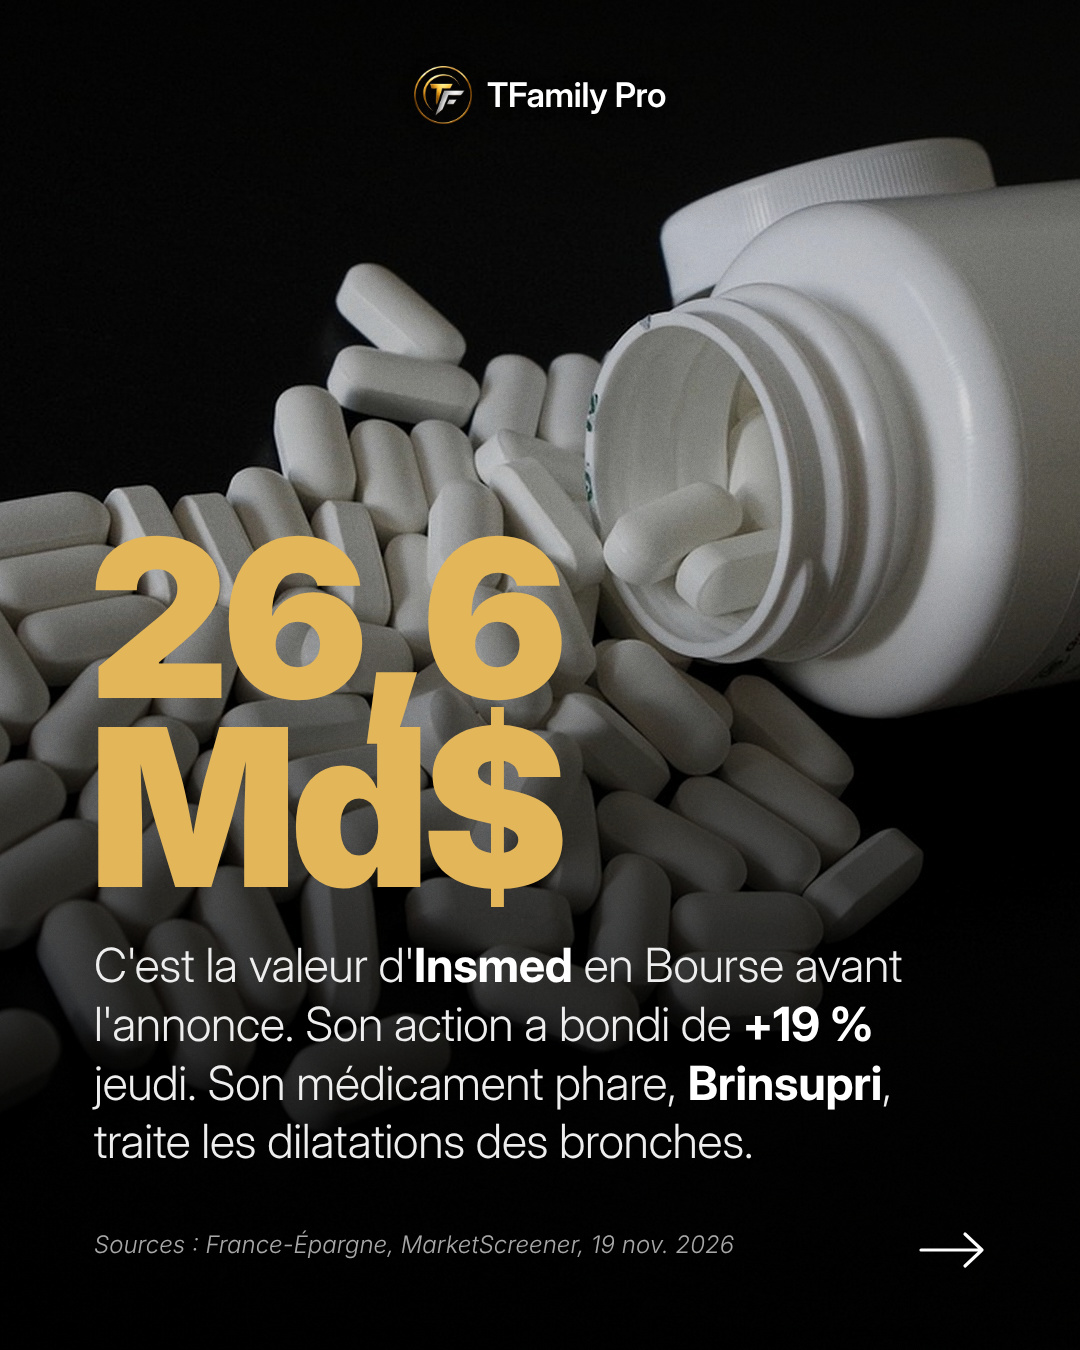 TF TFamily Pro
26,6
Md$
C'est la valeur d'Insmed en Bourse avant
l'annonce. Son action a bondi de +19 %
jeudi. Son médicament phare, Brinsupri,
traite les dilatations des bronches.
Sources : France-Épargne, MarketScreener, 19 nov. 2026